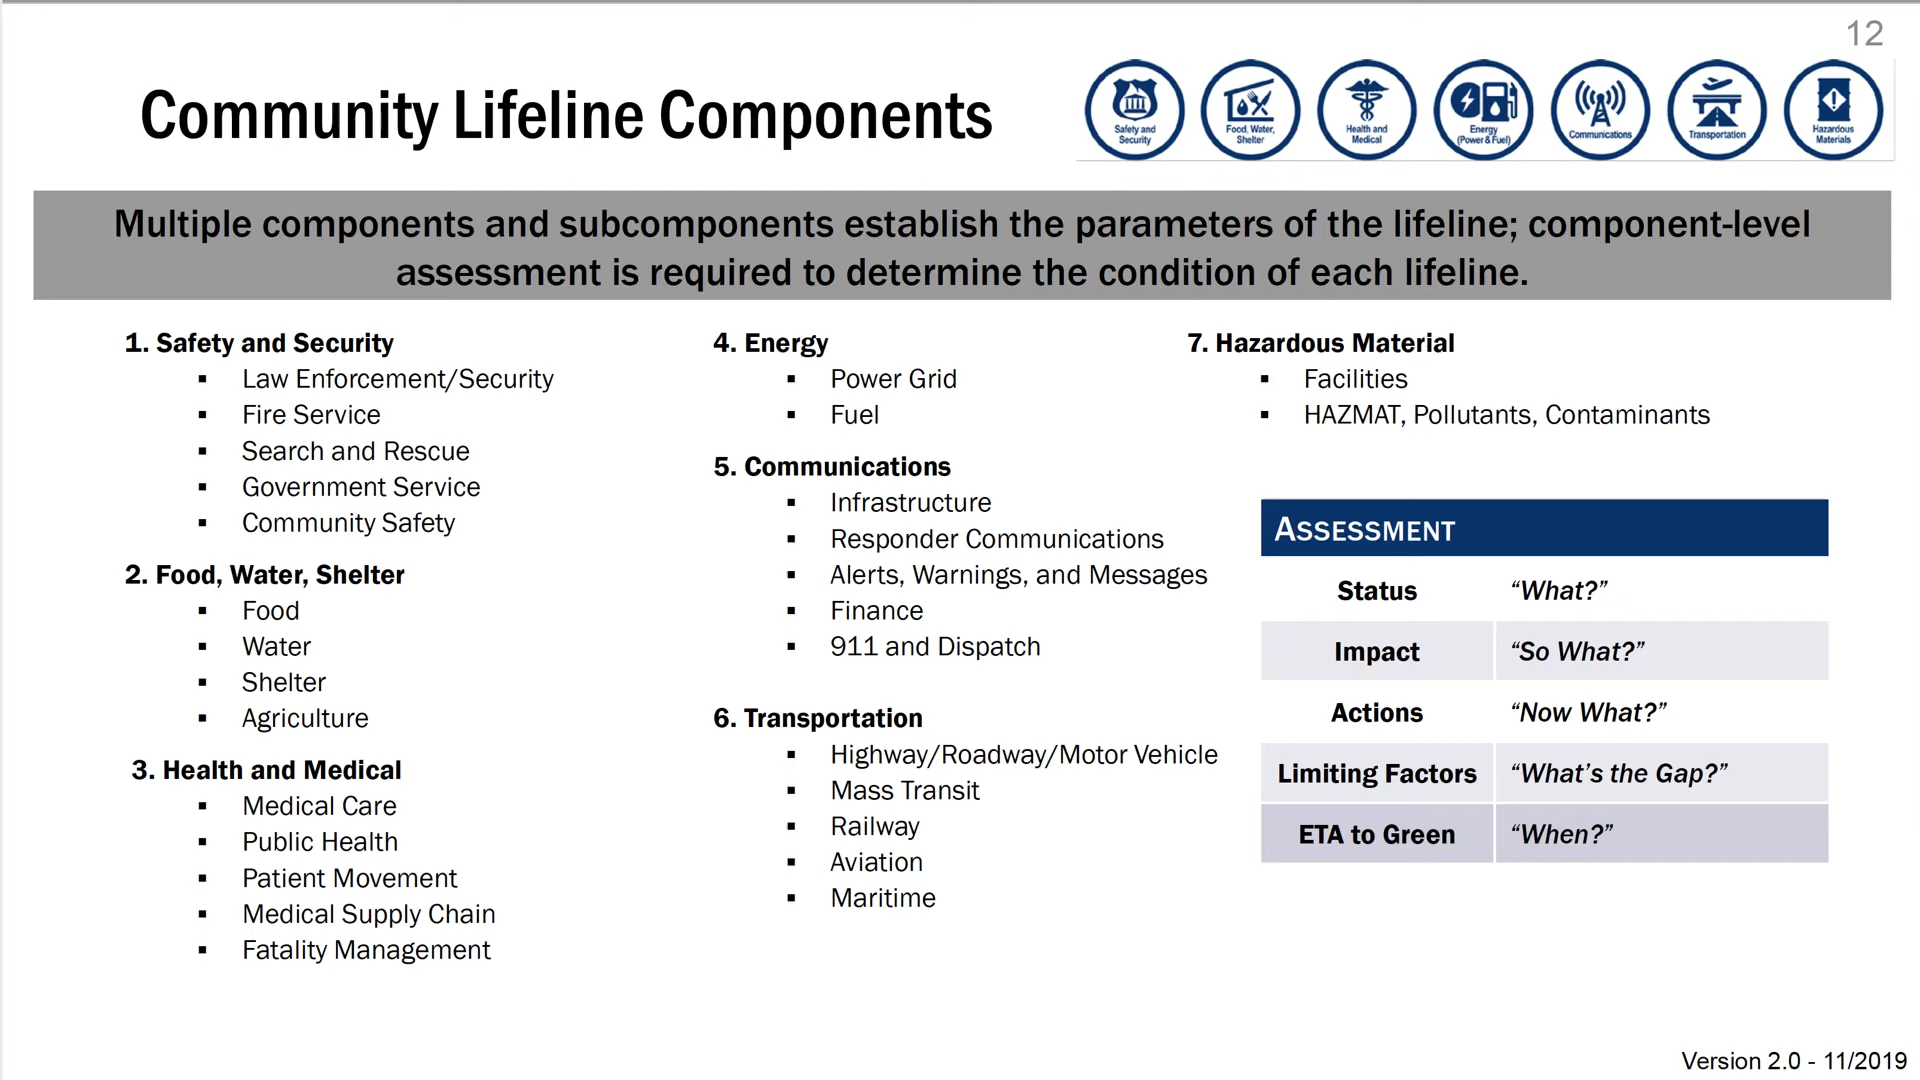 12
Community Lifeline Components
Safety and
Security
Food, Water,
Shelter
Health and
Medical
Energy
(Power & Fuel)
Communications
Transportation
Hazardous
Materials
Multiple components and subcomponents establish the parameters of the lifeline; component-level
assessment is required to determine the condition of each lifeline.
1. Safety and Security
▪ Law Enforcement/Security
▪ Fire Service
▪ Search and Rescue
▪ Government Service
▪ Community Safety
2. Food, Water, Shelter
▪ Food
▪ Water
▪ Shelter
▪ Agriculture
3. Health and Medical
▪ Medical Care
▪ Public Health
▪ Patient Movement
▪ Medical Supply Chain
▪ Fatality Management
4. Energy
▪ Power Grid
▪ Fuel
5. Communications
▪ Infrastructure
▪ Responder Communications
▪ Alerts, Warnings, and Messages
▪ Finance
▪ 911 and Dispatch
6. Transportation
▪ Highway/Roadway/Motor Vehicle
▪ Mass Transit
▪ Railway
▪ Aviation
▪ Maritime
7. Hazardous Material
▪ Facilities
▪ HAZMAT, Pollutants, Contaminants
ASSESSMENT
Status “What?”
Impact “So What?”
Actions “Now What?”
Limiting Factors “What’s the Gap?”
ETA to Green “When?”
Version 2.0 - 11/2019